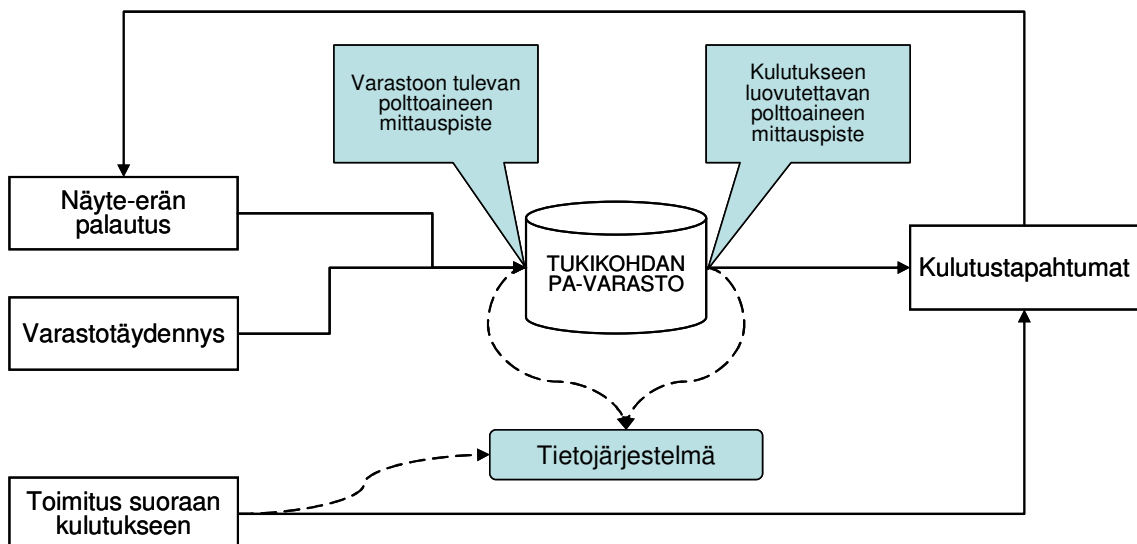 Varastoon tulevan
polttoaineen
mittauspiste
Kulutukseen
luovutettavan
polttoaineen
mittauspiste
Näyte-erän
palautus
TUKIKOHDAN
PA-VARASTO
Kulutustapahtumat
Varastotäydennys
Tietojärjestelmä
Toimitus suoraan
kulutukseen